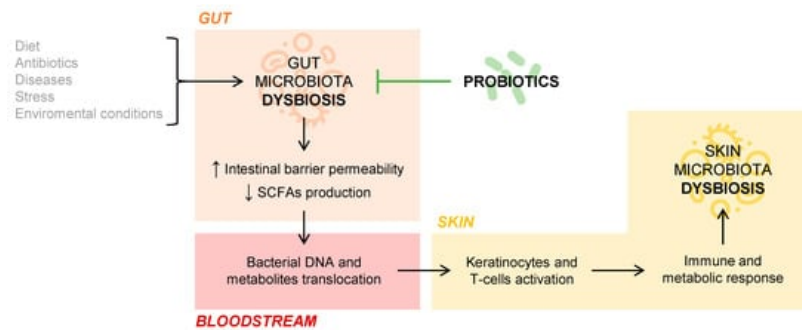 GUT
Diet
Antibiotics
Diseases
Stress
Enviromental conditions
GUT
MICROBIOTA
DYSBIOSIS
PROBIOTICS
↑ Intestinal barrier permeability
↓ SCFAs production
SKIN
SKIN
MICROBIOTA
DYSBIOSIS
Bacterial DNA and
metabolites translocation
Keratinocytes and
T-cells activation
Immune and
metabolic response
BLOODSTREAM